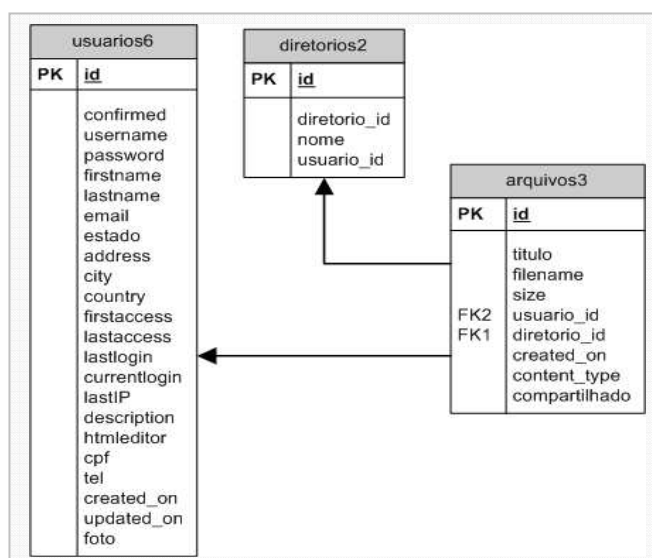 usuarios6
PK id
confirmed
username
password
firstname
lastname
email
estado
address
city
country
firstaccess
lastaccess
lastlogin
currentlogin
lastIP
description
htmleditor
cpf
tel
created_on
updated_on
foto
diretorios2
PK id
diretorio_id
nome
usuario_id
arquivos3
PK id
titulo
filename
size
FK2 usuario_id
FK1 diretorio_id
created_on
content_type
compartilhado